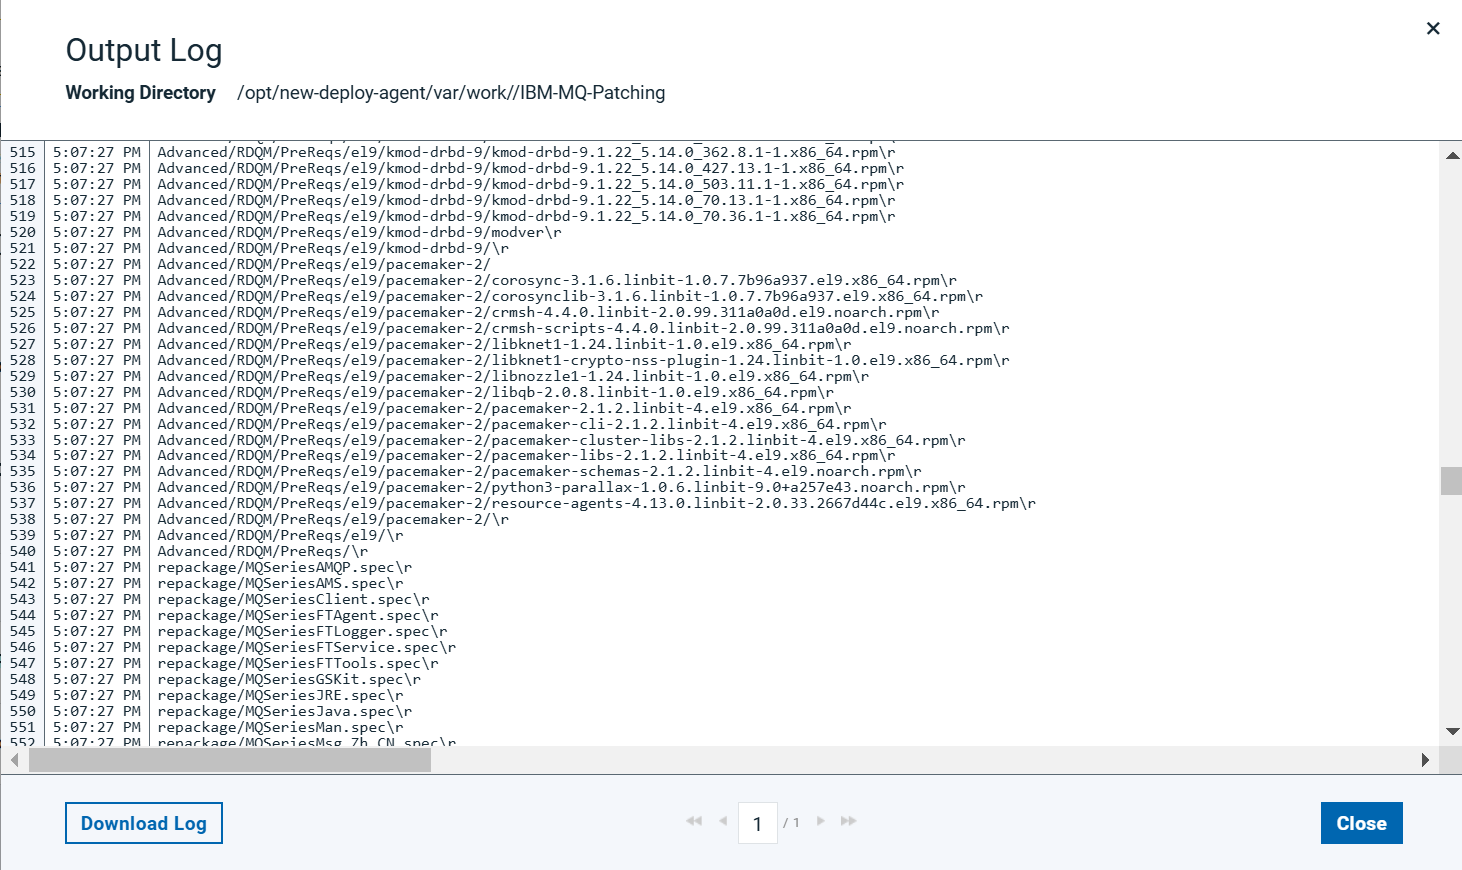 Output Log
Working Directory /opt/new-deploy-agent/var/work//IBM-MQ-Patching
515 5:07:27 PM Advanced/RDQM/PreReqs/el9/kmod-drbd-9/kmod-drbd-9.1.22_5.14.0_362.8.1-1.x86_64.rpm\r
516 5:07:27 PM Advanced/RDQM/PreReqs/el9/kmod-drbd-9/kmod-drbd-9.1.22_5.14.0_427.13.1-1.x86_64.rpm\r
517 5:07:27 PM Advanced/RDQM/PreReqs/el9/kmod-drbd-9/kmod-drbd-9.1.22_5.14.0_503.11.1-1.x86_64.rpm\r
518 5:07:27 PM Advanced/RDQM/PreReqs/el9/kmod-drbd-9/kmod-drbd-9.1.22_5.14.0_70.13.1-1.x86_64.rpm\r
519 5:07:27 PM Advanced/RDQM/PreReqs/el9/kmod-drbd-9/kmod-drbd-9.1.22_5.14.0_70.36.1-1.x86_64.rpm\r
520 5:07:27 PM Advanced/RDQM/PreReqs/el9/kmod-drbd-9/modver\r
521 5:07:27 PM Advanced/RDQM/PreReqs/el9/kmod-drbd-9/\r
522 5:07:27 PM Advanced/RDQM/PreReqs/el9/pacemaker-2/
523 5:07:27 PM Advanced/RDQM/PreReqs/el9/pacemaker-2/corosync-3.1.6.linbit-1.0.7.7b96a937.el9.x86_64.rpm\r
524 5:07:27 PM Advanced/RDQM/PreReqs/el9/pacemaker-2/corosynclib-3.1.6.linbit-1.0.7.7b96a937.el9.x86_64.rpm\r
525 5:07:27 PM Advanced/RDQM/PreReqs/el9/pacemaker-2/crmsh-4.4.0.linbit-2.0.99.311a0a0d.el9.noarch.rpm\r
526 5:07:27 PM Advanced/RDQM/PreReqs/el9/pacemaker-2/crmsh-scripts-4.4.0.linbit-2.0.99.311a0a0d.el9.noarch.rpm\r
527 5:07:27 PM Advanced/RDQM/PreReqs/el9/pacemaker-2/libknet1-1.24.linbit-1.0.el9.x86_64.rpm\r
528 5:07:27 PM Advanced/RDQM/PreReqs/el9/pacemaker-2/libknet1-crypto-nss-plugin-1.24.linbit-1.0.el9.x86_64.rpm\r
529 5:07:27 PM Advanced/RDQM/PreReqs/el9/pacemaker-2/libnozzle1-1.24.linbit-1.0.el9.x86_64.rpm\r
530 5:07:27 PM Advanced/RDQM/PreReqs/el9/pacemaker-2/libqb-2.0.8.linbit-1.0.el9.x86_64.rpm\r
531 5:07:27 PM Advanced/RDQM/PreReqs/el9/pacemaker-2/pacemaker-2.1.2.linbit-4.el9.x86_64.rpm\r
532 5:07:27 PM Advanced/RDQM/PreReqs/el9/pacemaker-2/pacemaker-cli-2.1.2.linbit-4.el9.x86_64.rpm\r
533 5:07:27 PM Advanced/RDQM/PreReqs/el9/pacemaker-2/pacemaker-cluster-libs-2.1.2.linbit-4.el9.x86_64.rpm\r
534 5:07:27 PM Advanced/RDQM/PreReqs/el9/pacemaker-2/pacemaker-libs-2.1.2.linbit-4.el9.x86_64.rpm\r
535 5:07:27 PM Advanced/RDQM/PreReqs/el9/pacemaker-2/pacemaker-schemas-2.1.2.linbit-4.el9.noarch.rpm\r
536 5:07:27 PM Advanced/RDQM/PreReqs/el9/pacemaker-2/python3-parallax-1.0.6.linbit-9.0+a257e43.noarch.rpm\r
537 5:07:27 PM Advanced/RDQM/PreReqs/el9/pacemaker-2/resource-agents-4.13.0.linbit-2.0.33.2667d44c.el9.x86_64.rpm\r
538 5:07:27 PM Advanced/RDQM/PreReqs/el9/pacemaker-2/\r
539 5:07:27 PM Advanced/RDQM/PreReqs/el9/\r
540 5:07:27 PM Advanced/RDQM/PreReqs/\r
541 5:07:27 PM repackage/MQSeriesAMQP.spec\r
542 5:07:27 PM repackage/MQSeriesAMS.spec\r
543 5:07:27 PM repackage/MQSeriesClient.spec\r
544 5:07:27 PM repackage/MQSeriesFTAgent.spec\r
545 5:07:27 PM repackage/MQSeriesFTLogger.spec\r
546 5:07:27 PM repackage/MQSeriesFTService.spec\r
547 5:07:27 PM repackage/MQSeriesFTTools.spec\r
548 5:07:27 PM repackage/MQSeriesGSKit.spec\r
549 5:07:27 PM repackage/MQSeriesJRE.spec\r
550 5:07:27 PM repackage/MQSeriesJava.spec\r
551 5:07:27 PM repackage/MQSeriesMan.spec\r
552 5:07:27 PM repackage/MQSeriesMsg_Zh_CN.spec\r
Download Log
1 / 1
Close